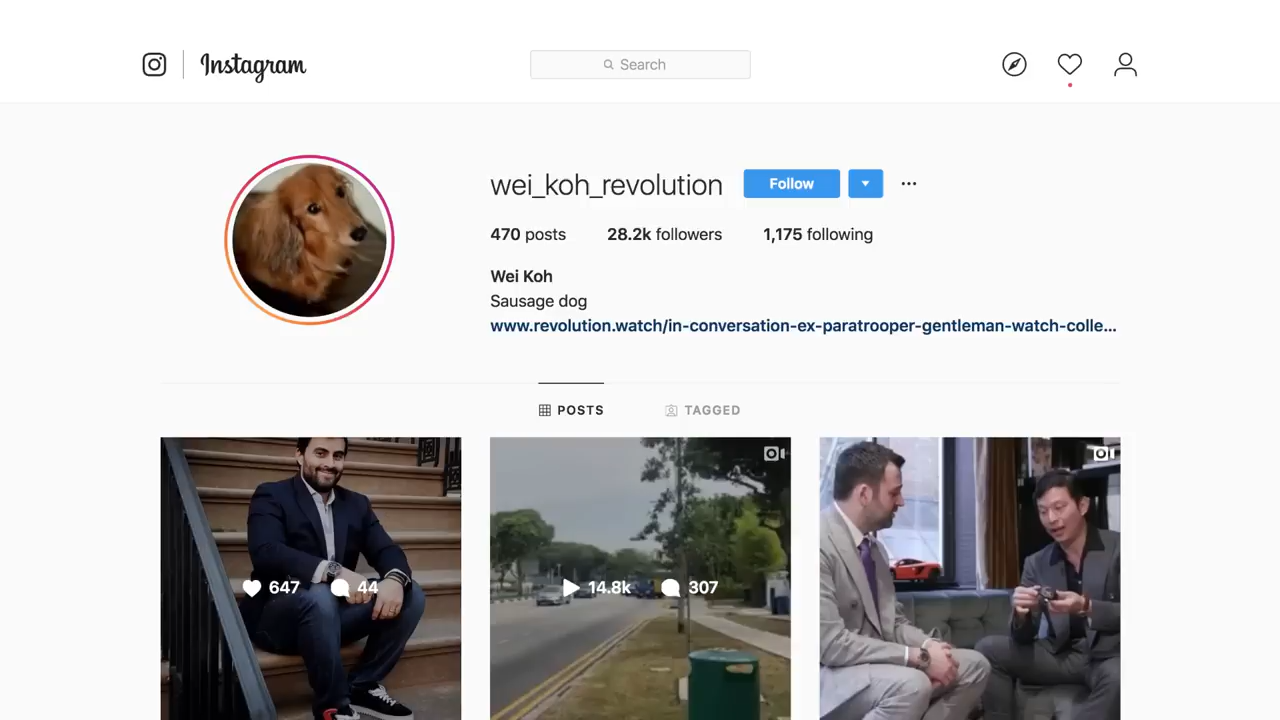 Instagram
Search
wei_koh_revolution
Follow
470 posts
28.2k followers
1,175 following
Wei Koh
Sausage dog
www.revolution.watch/in-conversation-ex-paratrooper-gentleman-watch-colle...
POSTS
TAGGED
647
44
14.8k
307